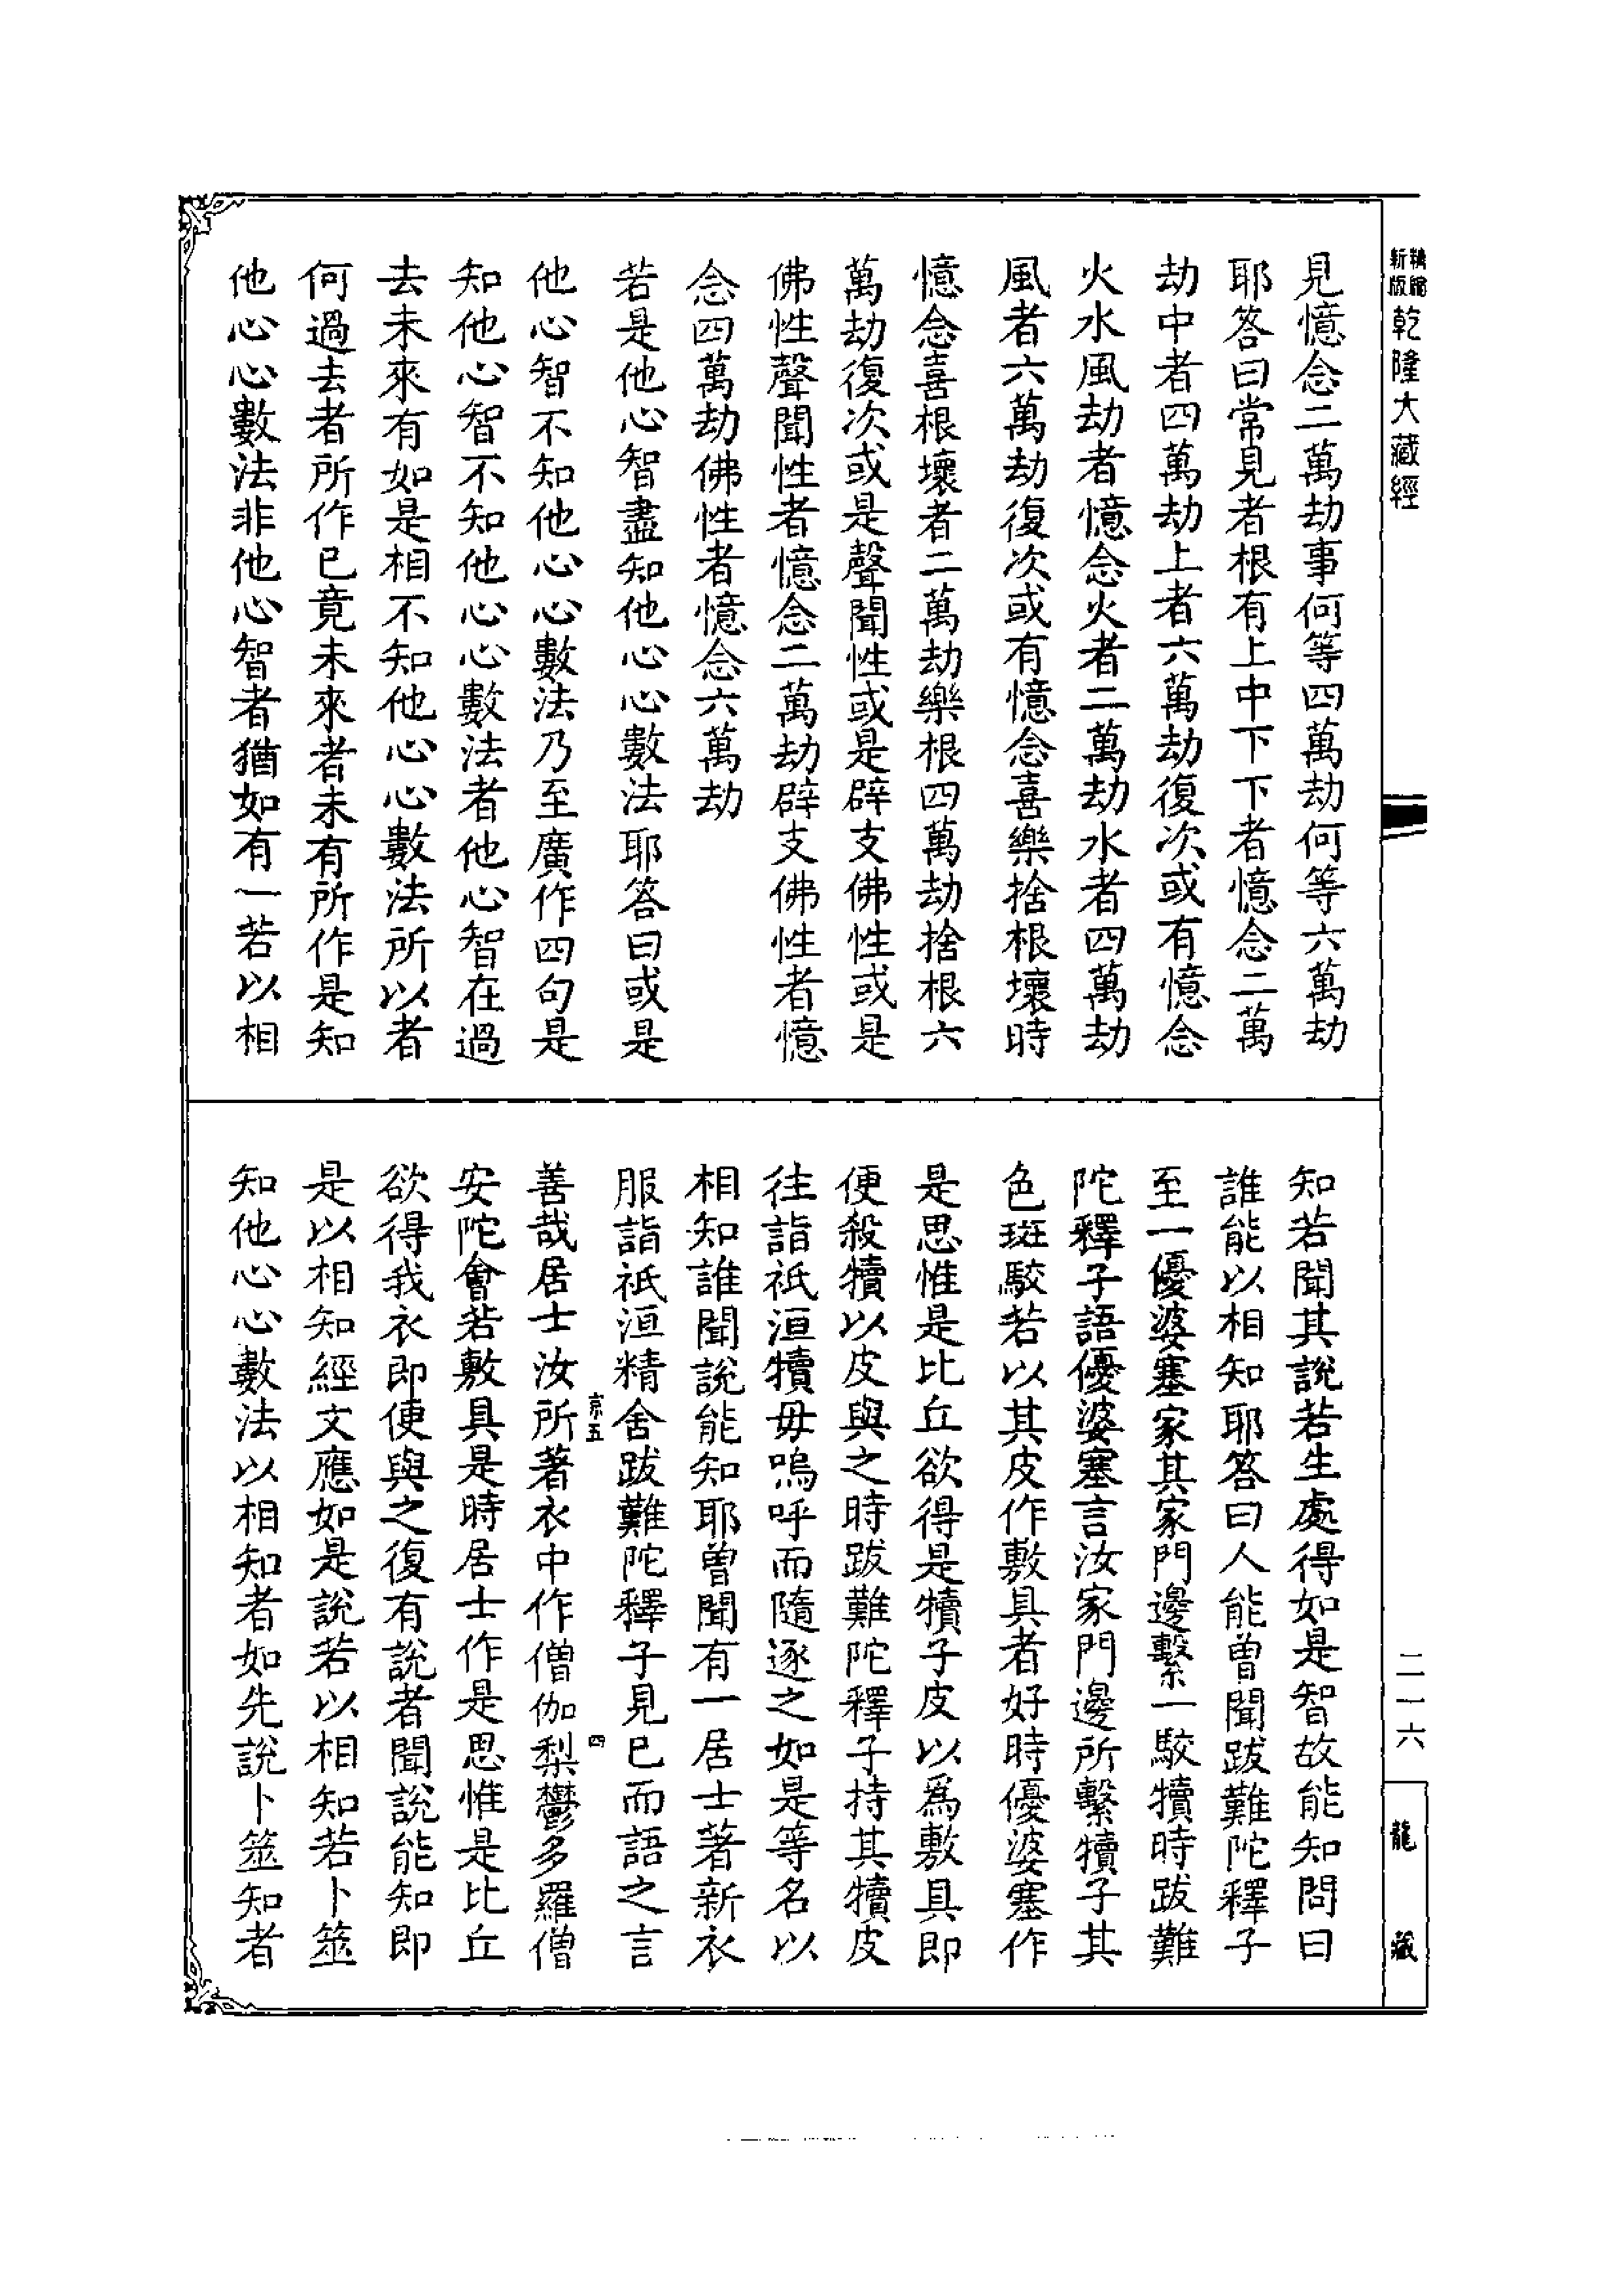 新版精縮乾隆大藏經
見憶念二萬劫事何等四萬劫何等六萬劫
耶答曰常見者根有上中下下者憶念二萬
劫中者四萬劫上者六萬劫復次或有憶念
火水風劫者憶念火者二萬劫水者四萬劫
風者六萬劫復次或有憶念喜樂捨根壞時
憶念喜根壞者二萬劫樂根四萬劫捨根六
萬劫復次或是聲聞性或是辟支佛性或是
佛性聲聞性者憶念二萬劫辟支佛性者憶
念四萬劫佛性者憶念六萬劫
若是他心智盡知他心心數法耶答曰或是
他心智不知他心心數法乃至廣作四句是
知他心智不知他心心數法者他心智在過
去未來有如是相不知他心心數法所以者
何過去者所作已竟未來者未有所作是知
他心心數法非他心智者猶如有一若以相
知若聞其說若生處得如是智故能知問曰
誰能以相知耶答曰人能曾聞跋難陀釋子
至一優婆塞家其家門邊繫一駮犢時跋難
陀釋子語優婆塞言汝家門邊所繫犢子其
色斑駮若以其皮作敷具者好時優婆塞作
是思惟是比丘欲得是犢子皮以為敷具即
便殺犢以皮與之時跋難陀釋子持其犢皮
往詣祇洹犢毋嗚呼而隨逐之如是等名以
相知誰聞說能知耶曾聞有一居士著新衣
服詣祇洹精舍跋難陀釋子見已而語之言
善哉居士汝所著衣中作僧伽梨鬱多羅僧
安陀會若敷具是時居士作是思惟是比丘
欲得我衣即便與之復有說者聞說能知即
是以相知經文應如是說若以相知若卜筮
知他心心數法以相知者如先說卜筮知者
四
二一六
龍藏